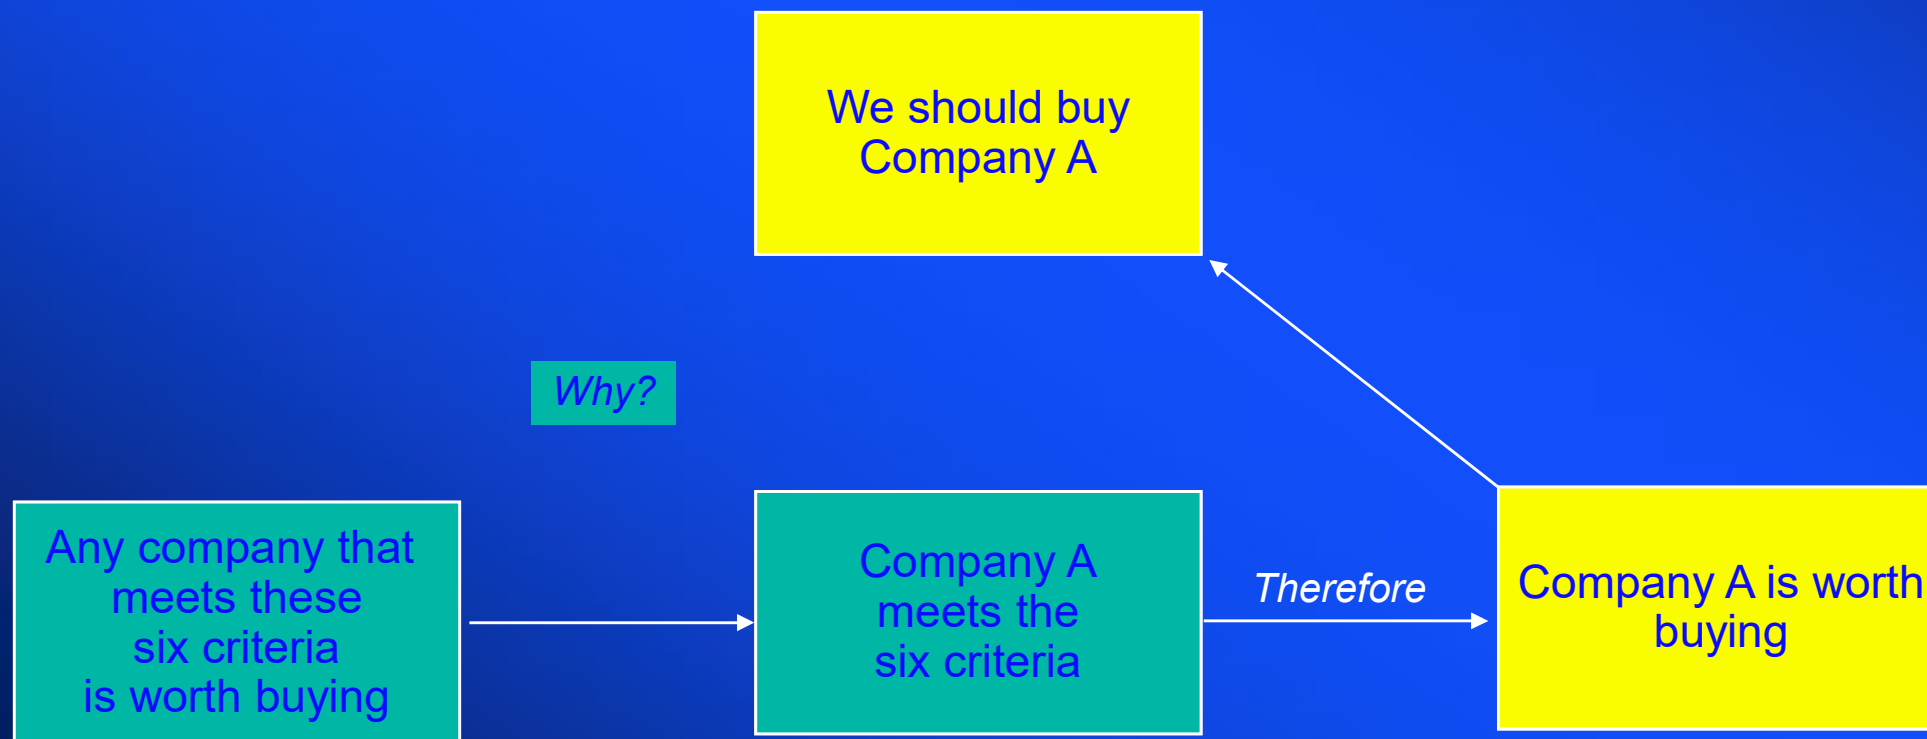 We should buy
Company A
Why?
Any company that
meets these
six criteria
is worth buying
Company A
meets the
six criteria
Therefore
Company A is worth
buying